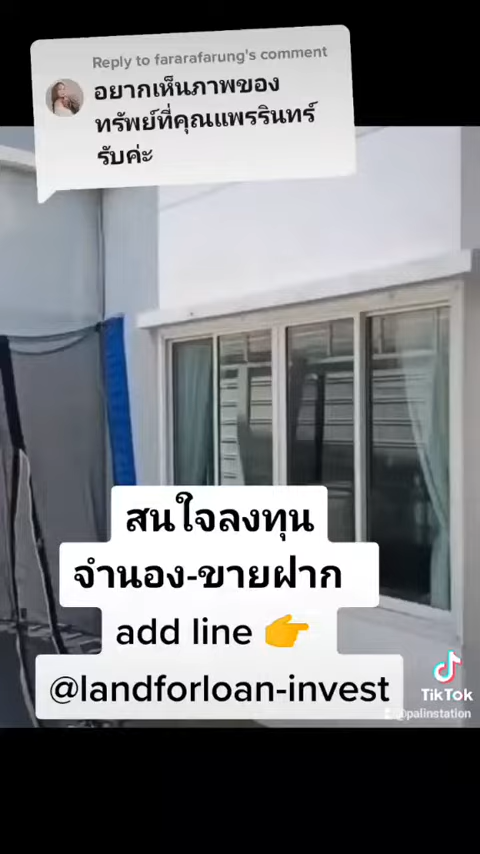 Reply to fararafarung's comment
อยากเห็นภาพของ
ทรัพย์ที่คุณแพรรินทร์
รับค่ะ
สนใจลงทุน
จำนอง-ขายฝาก
add line 👉
@landforloan-invest
TikTok
@palinstation